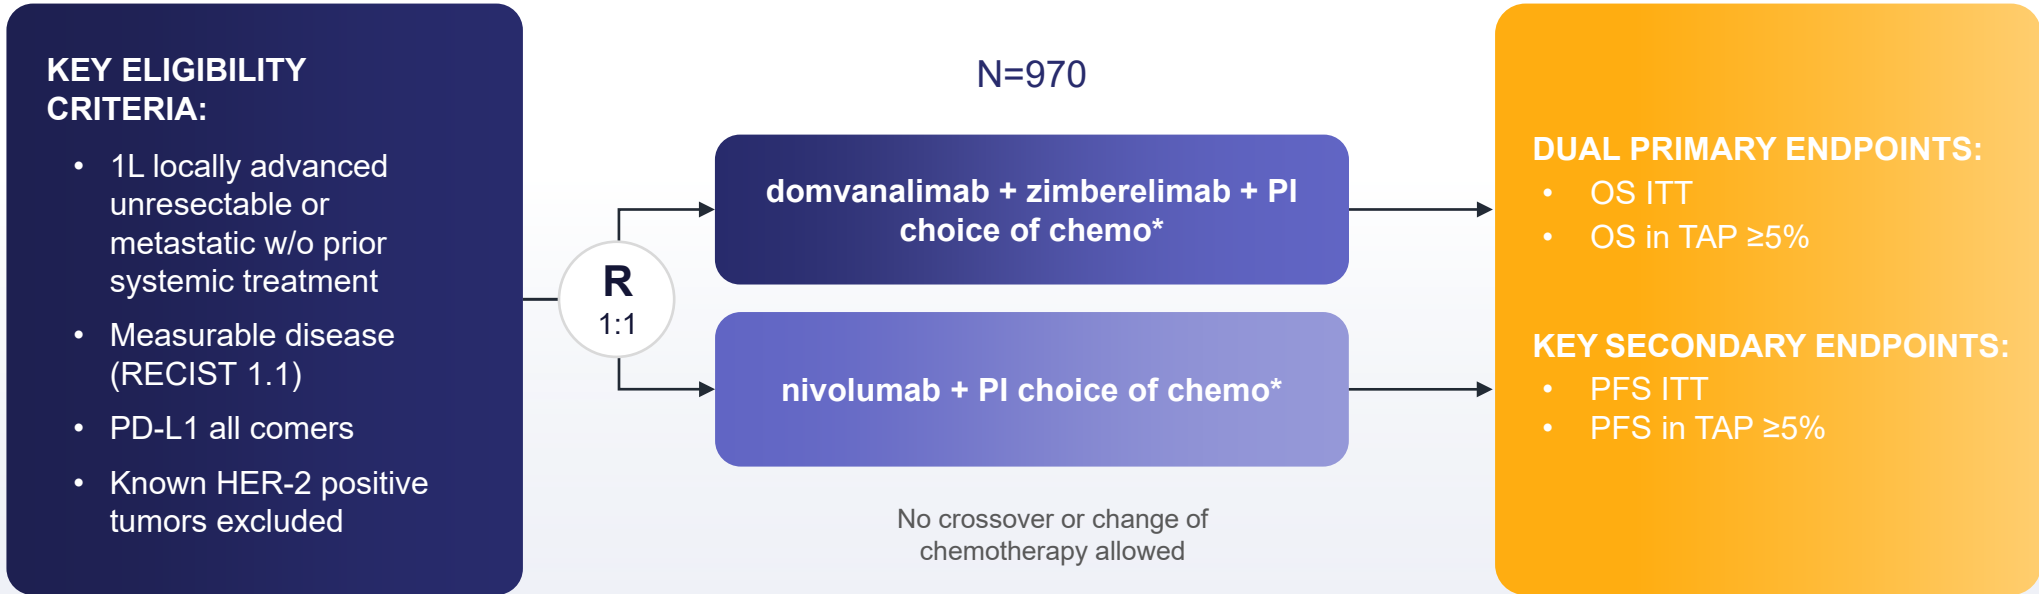 KEY ELIGIBILITY
CRITERIA:
• 1L locally advanced
unresectable or
metastatic w/o prior
systemic treatment
• Measurable disease
(RECIST 1.1)
• PD-L1 all comers
• Known HER-2 positive
tumors excluded
R
1:1
N=970
domvanalimab + zimberelimab + PI
choice of chemo*
nivolumab + PI choice of chemo*
No crossover or change of
chemotherapy allowed
DUAL PRIMARY ENDPOINTS:
• OS ITT
• OS in TAP ≥5%
KEY SECONDARY ENDPOINTS:
• PFS ITT
• PFS in TAP ≥5%